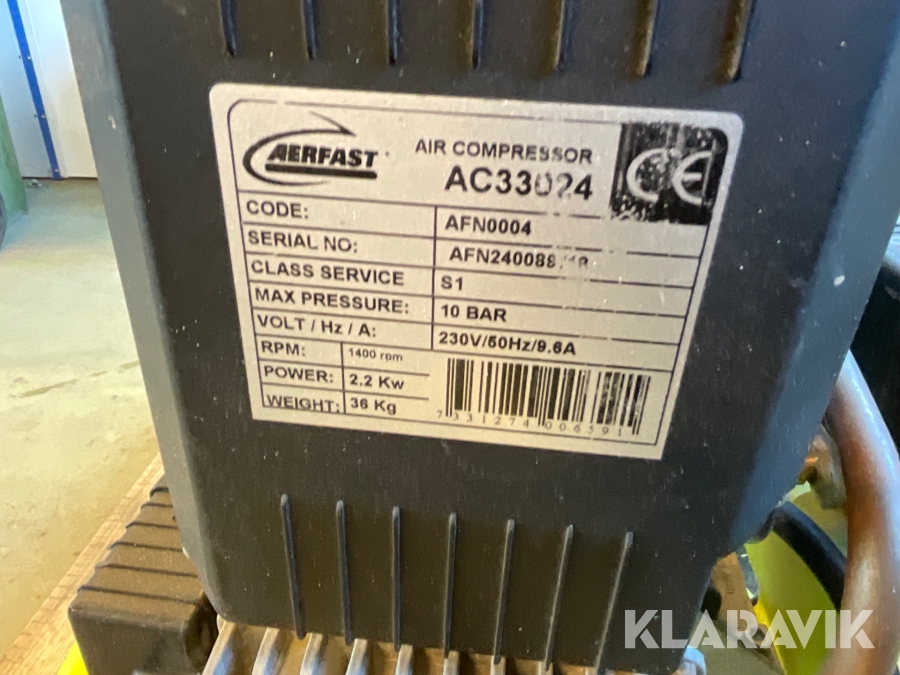 AERFAST
AIR COMPRESSOR
AC33024
CE
CODE: AFN0004
SERIAL NO:
CLASS SERVICE S1
MAX PRESSURE: 10 BAR
VOLT / Hz / A: 230V/50Hz/9.6A
RPM: 1400 rpm
POWER: 2.2 Kw
WEIGHT: 36 Kg
7331274006591
KLARAVIK